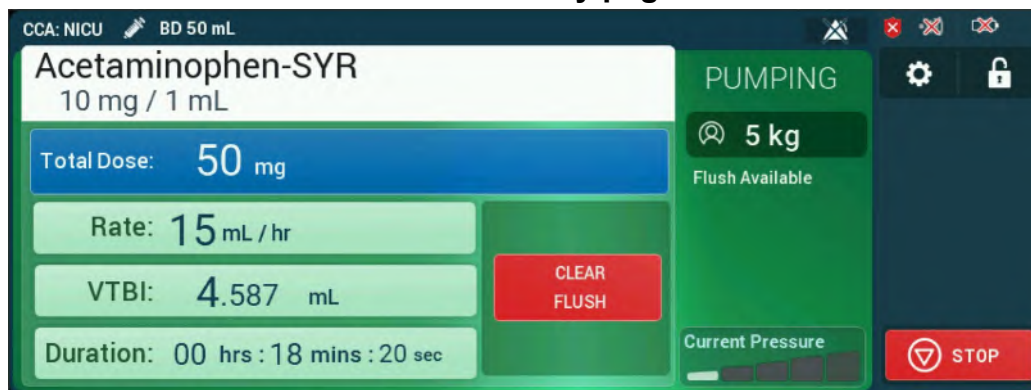 CCA: NICU BD 50 mL
Acetaminophen-SYR
10 mg / 1 mL
PUMPING
5 kg
Flush Available
Total Dose: 50 mg
Rate: 15 mL / hr
VTBI: 4.587 mL
Duration: 00 hrs : 18 mins : 20 sec
CLEAR
FLUSH
Current Pressure
STOP